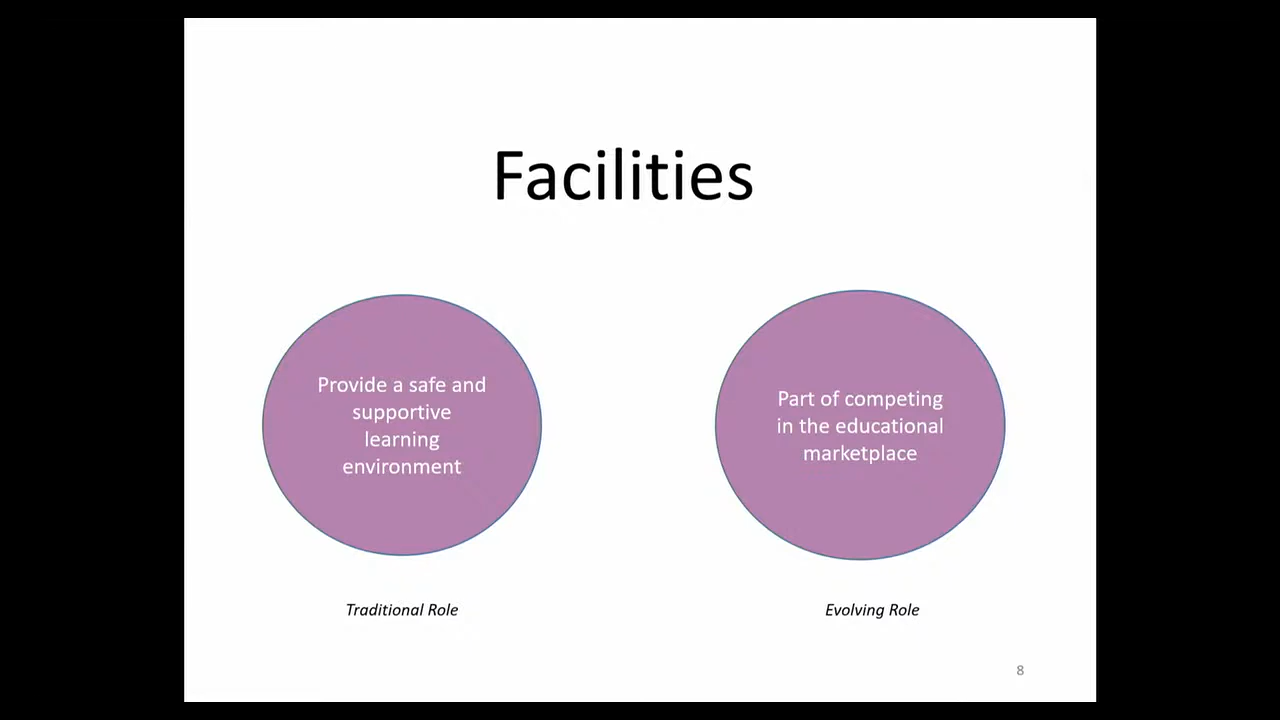 Facilities
Provide a safe and
supportive
learning
environment
Part of competing
in the educational
marketplace
Traditional Role
Evolving Role
8